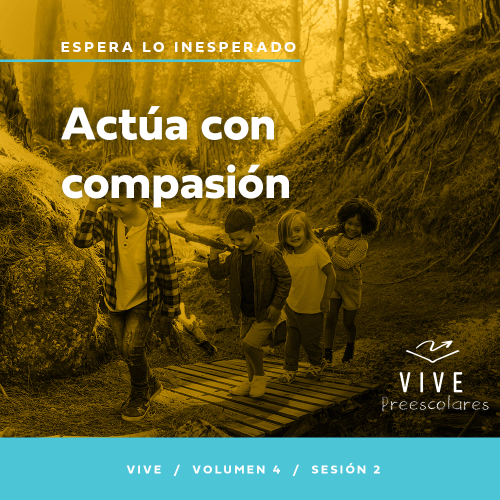 ESPERA LO INESPERADO
Actúa con
compasión
VIVE
Preescolares
VIVE / VOLUMEN 4 / SESIÓN 2